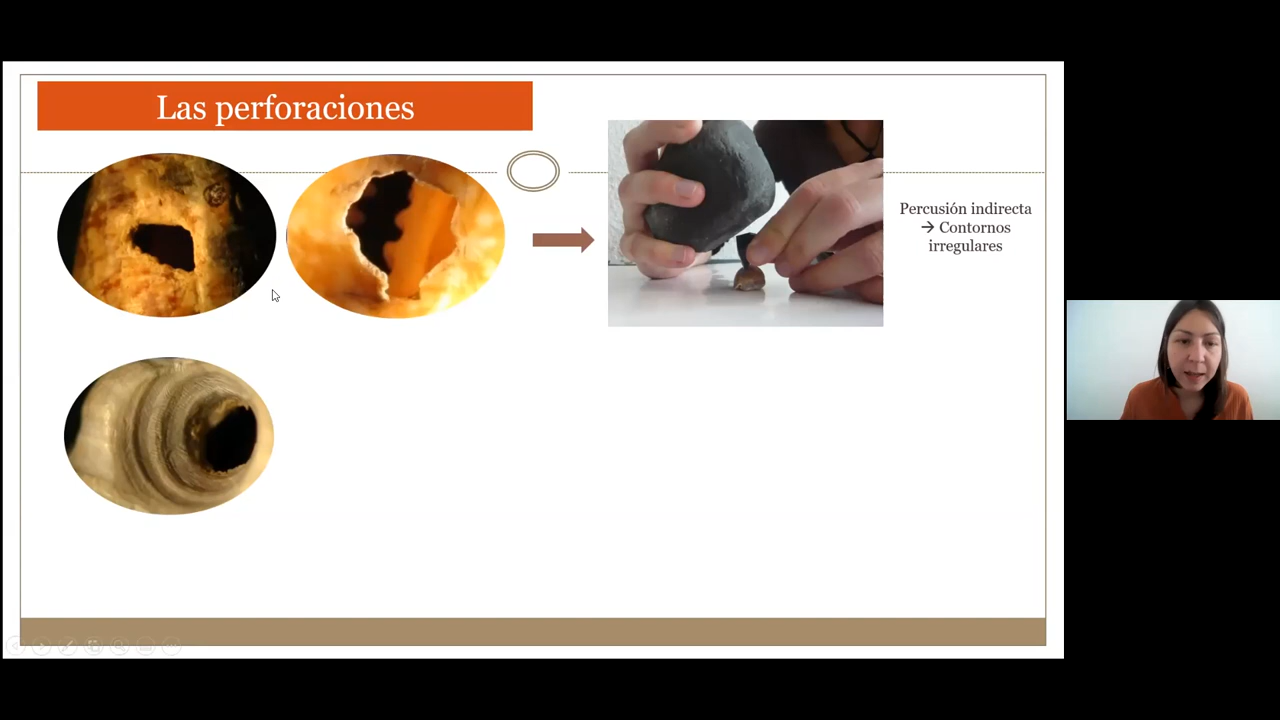 Las perforaciones
Percusión indirecta
→ Contornos
irregulares